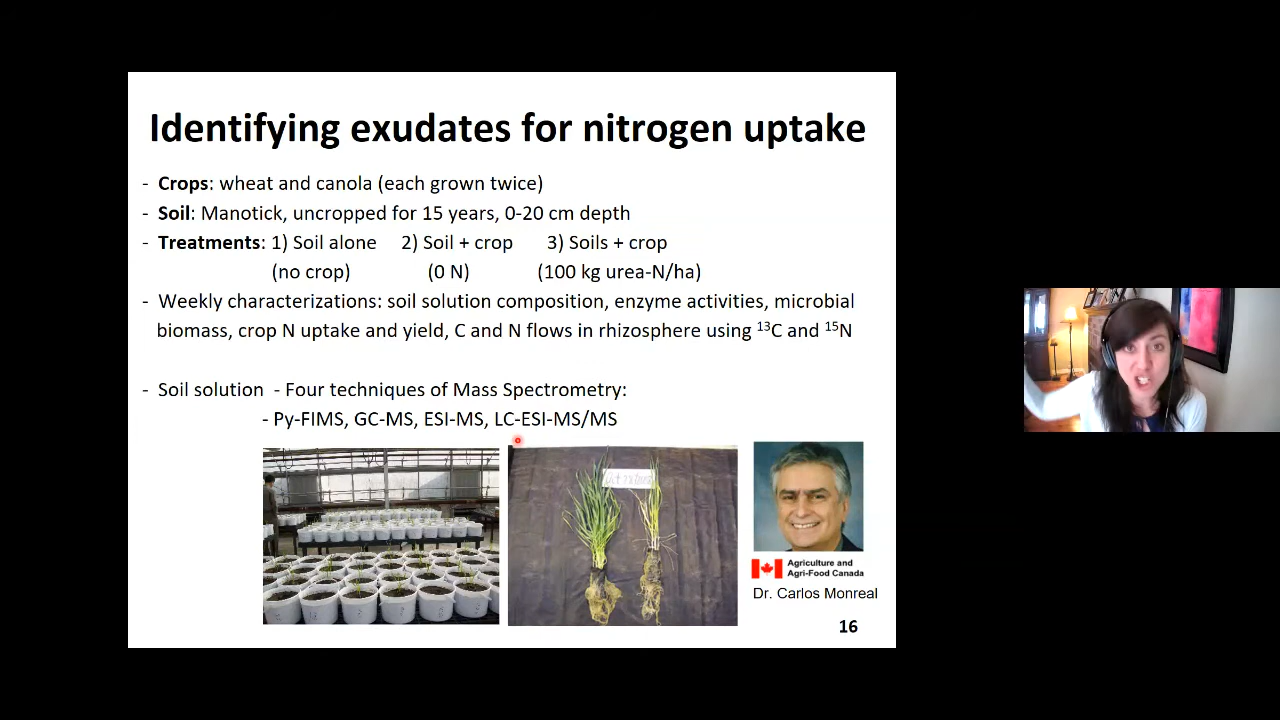 Identifying exudates for nitrogen uptake
- Crops: wheat and canola (each grown twice)
- Soil: Manotick, uncropped for 15 years, 0-20 cm depth
- Treatments: 1) Soil alone 2) Soil + crop 3) Soils + crop
(no crop) (0 N) (100 kg urea-N/ha)
- Weekly characterizations: soil solution composition, enzyme activities, microbial
biomass, crop N uptake and yield, C and N flows in rhizosphere using ¹³C and ¹⁵N
- Soil solution - Four techniques of Mass Spectrometry:
- Py-FIMS, GC-MS, ESI-MS, LC-ESI-MS/MS
Agriculture and
Agri-Food Canada
Dr. Carlos Monreal
16